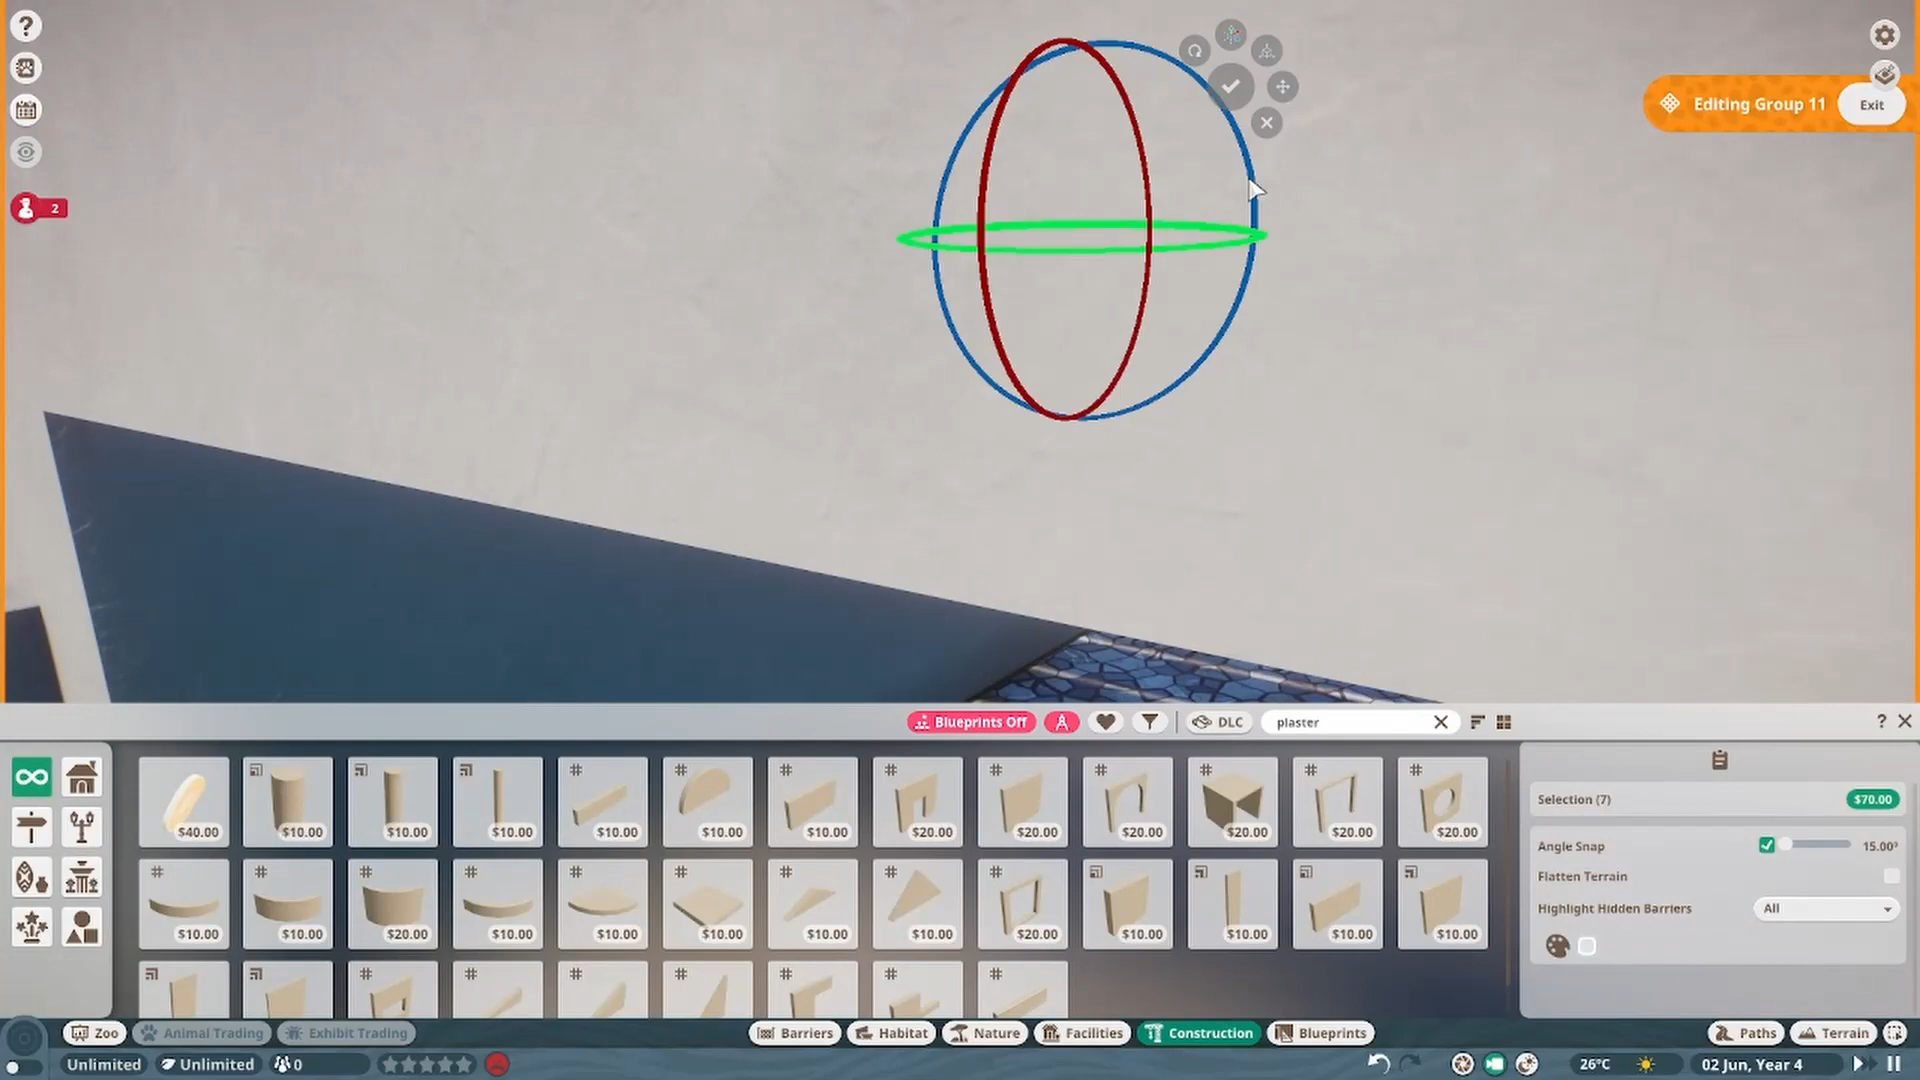 ?
Editing Group 11 Exit
2
Blueprints Off DLC plaster ?
$40.00 $10.00 $10.00 $10.00 $10.00 $10.00 $10.00 $20.00 $20.00 $20.00 $20.00 $20.00 $20.00
$10.00 $10.00 $20.00 $10.00 $10.00 $10.00 $10.00 $10.00 $20.00 $10.00 $10.00 $10.00 $10.00
Selection (7) $70.00
Angle Snap 15.00°
Flatten Terrain
Highlight Hidden Barriers All
Zoo Animal Trading Exhibit Trading Barriers Habitat Nature Facilities Construction Blueprints Paths Terrain
Unlimited Unlimited 0 26°C 02 Jun, Year 4